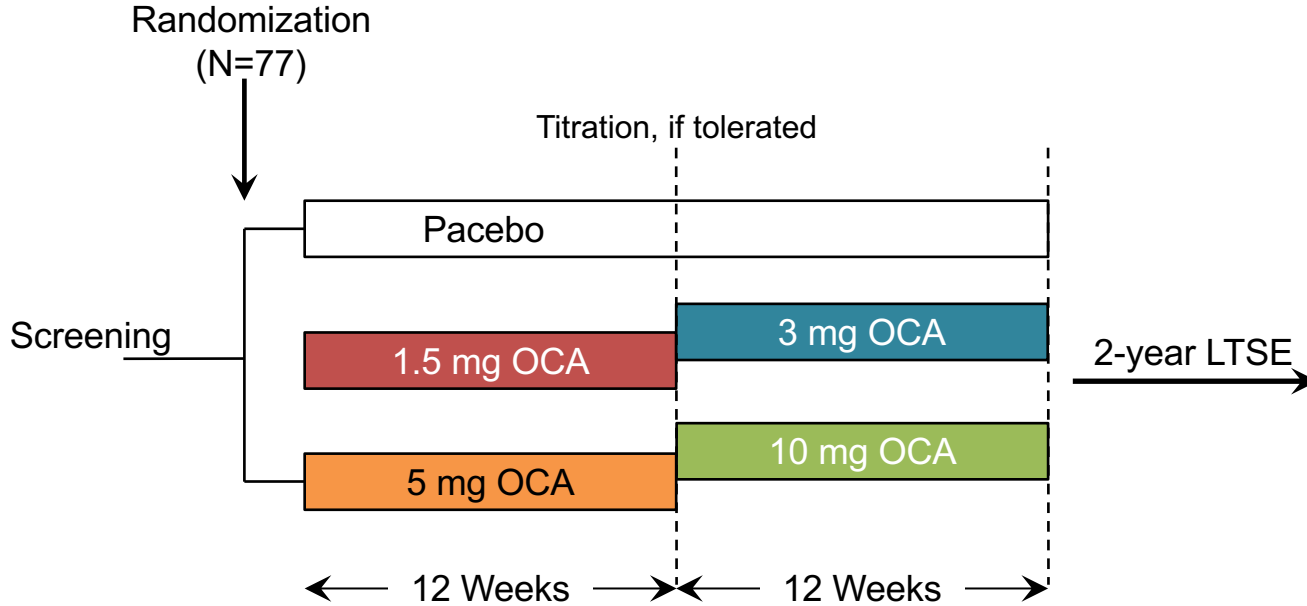 Randomization
(N=77)
Titration, if tolerated
Pacebo
Screening
1.5 mg OCA
3 mg OCA
2-year LTSE
5 mg OCA
10 mg OCA
12 Weeks
12 Weeks